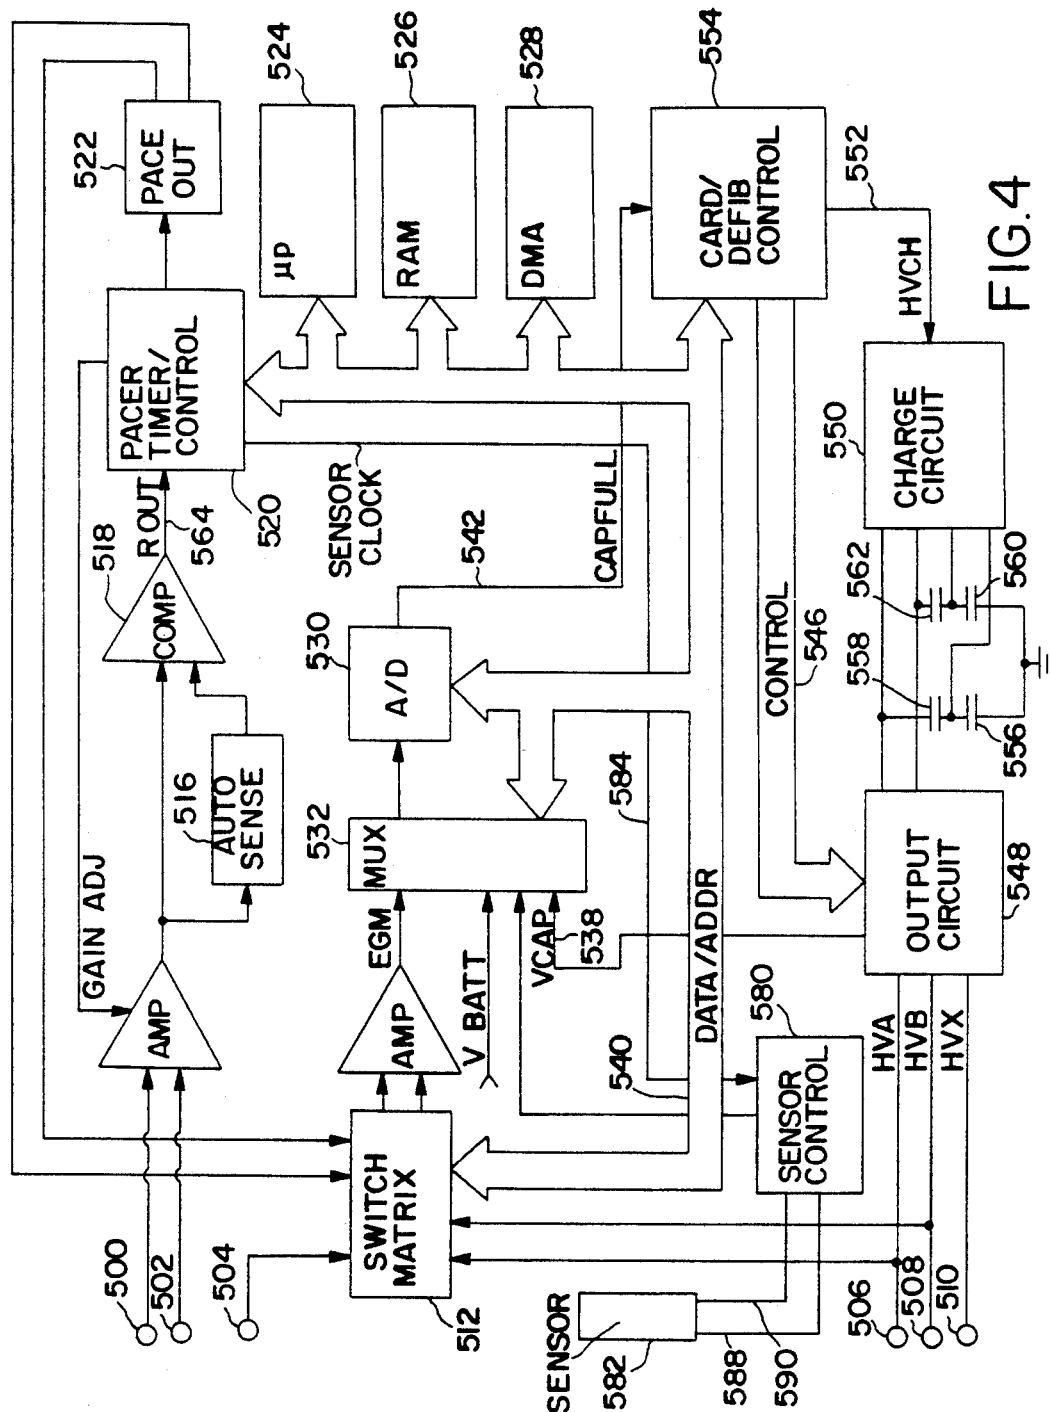 500
502
504
SWITCH
MATRIX
512
AMP
GAIN ADJ
516
AUTO
SENSE
518
COMP
R OUT
564
PACER
TIMER/
CONTROL
520
PACE
OUT
522
AMP
EGM
V BATT
VCAP
538
532
MUX
530
A/D
542
SENSOR
CLOCK
µp
524
RAM
526
DMA
528
CAPFULL
584
540
DATA/ADDR
CONTROL
546
CARD/
DEFIB
CONTROL
554
552
HVCH
SENSOR
582
588
590
SENSOR
CONTROL
580
506
508
510
HVA
HVB
HVX
OUTPUT
CIRCUIT
548
556
558
560
562
550
CHARGE
CIRCUIT
FIG.4